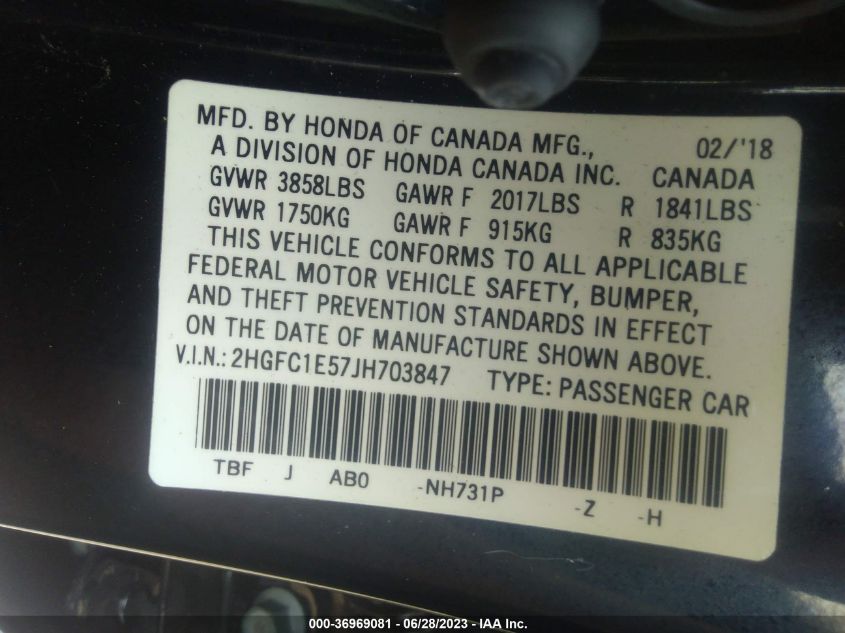 MFD. BY HONDA OF CANADA MFG., 02/'18
A DIVISION OF HONDA CANADA INC. CANADA
GVWR 3858LBS GAWR F 2017LBS R 1841LBS
GVWR 1750KG GAWR F 915KG R 835KG
THIS VEHICLE CONFORMS TO ALL APPLICABLE
FEDERAL MOTOR VEHICLE SAFETY, BUMPER,
AND THEFT PREVENTION STANDARDS IN EFFECT
ON THE DATE OF MANUFACTURE SHOWN ABOVE.
V.I.N.: 2HGFC1E57JH703847 TYPE: PASSENGER CAR
TBF J AB0 -NH731P -Z -H
000-36969081 - 06/28/2023 - IAA Inc.